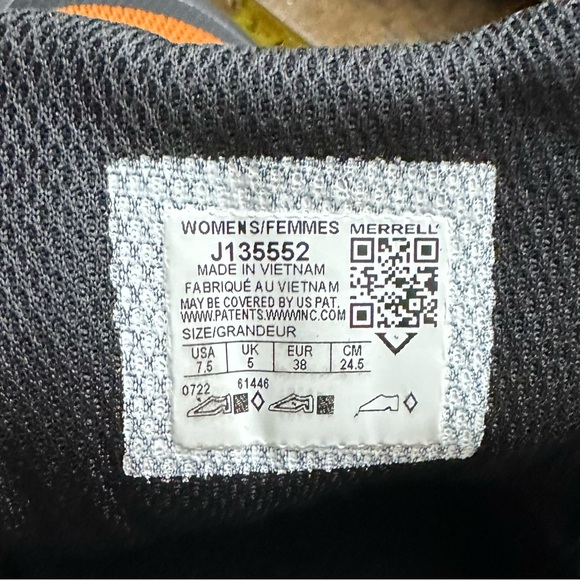 WOMENS/FEMMES MERRELL
J135552
MADE IN VIETNAM
FABRIQUÉ AU VIETNAM
MAY BE COVERED BY US PAT.
WWW.PATENTS.WWWINC.COM
SIZE/GRANDEUR
USA UK EUR CM
7.5 5 38 24.5
0722 61446